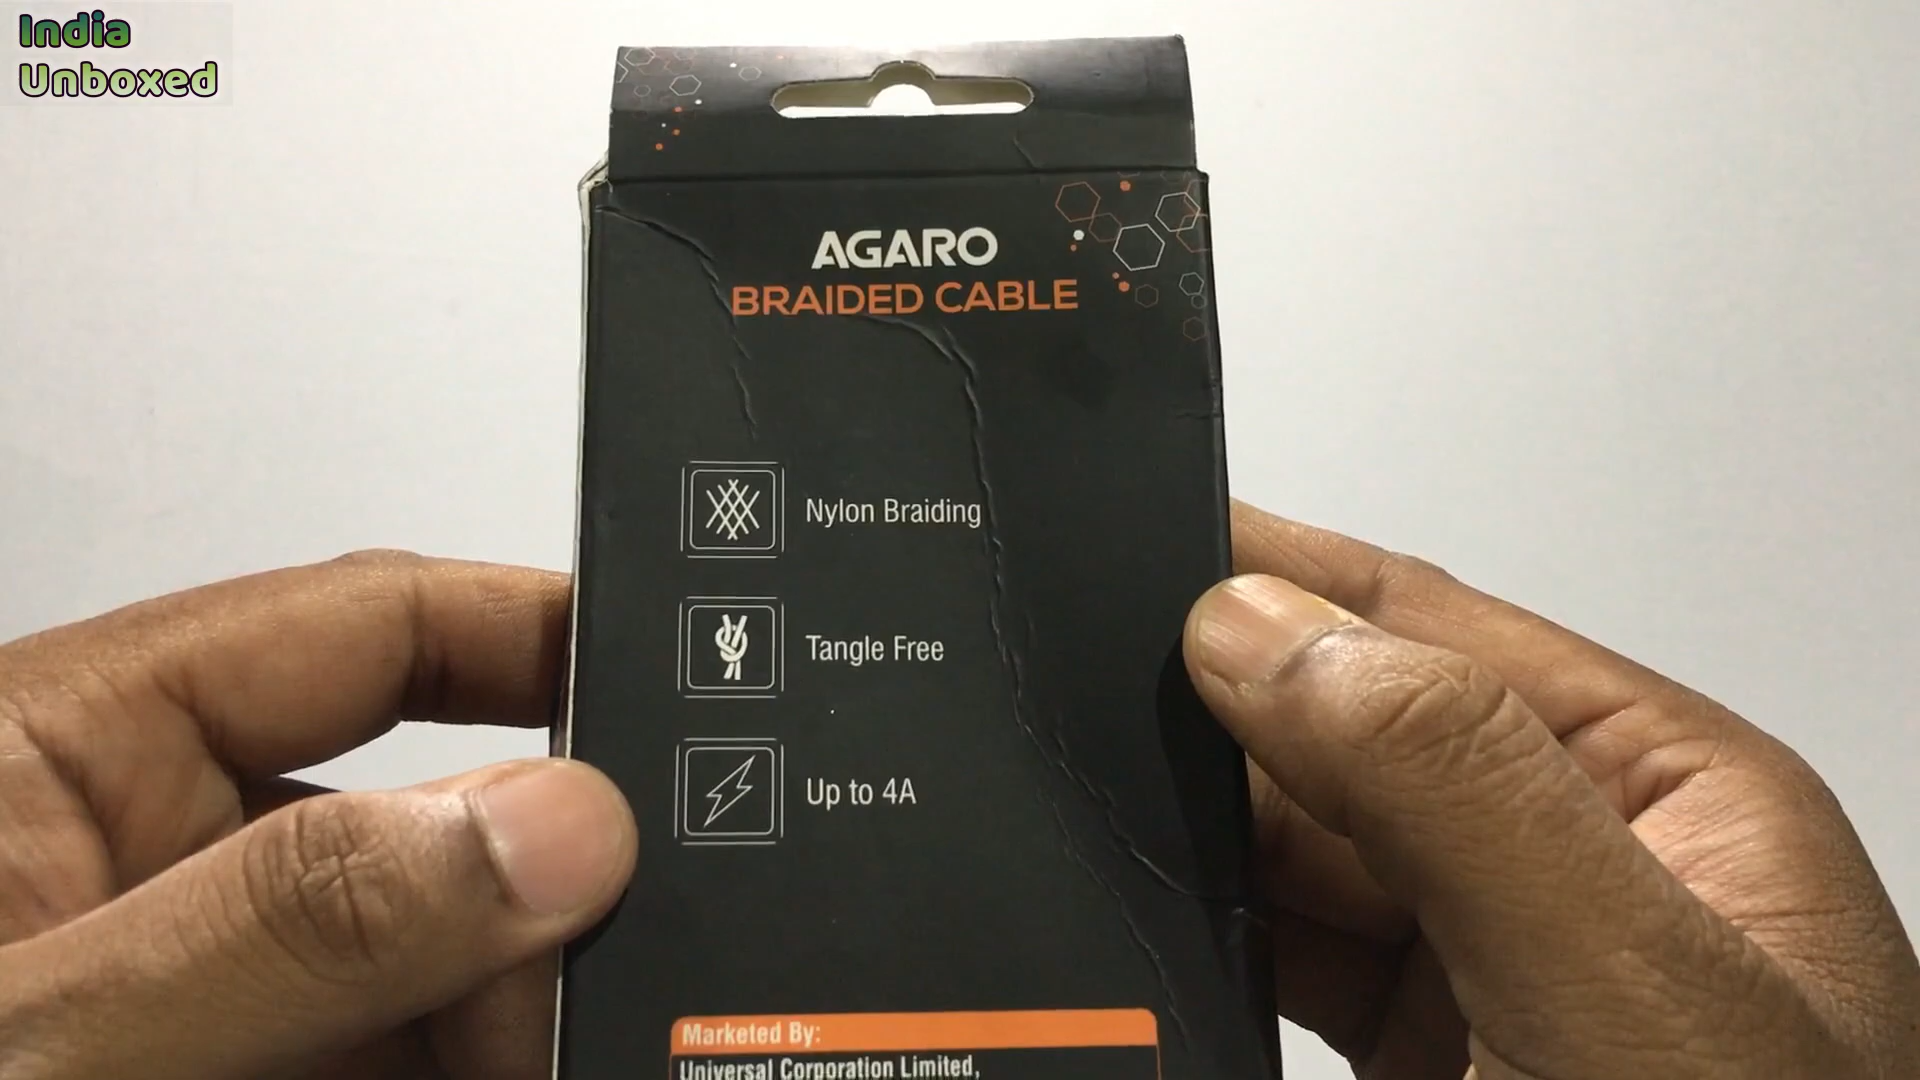 India
Unboxed
AGARO
BRAIDED CABLE
Nylon Braiding
Tangle Free
Up to 4A
Marketed By:
Universal Corporation Limited,